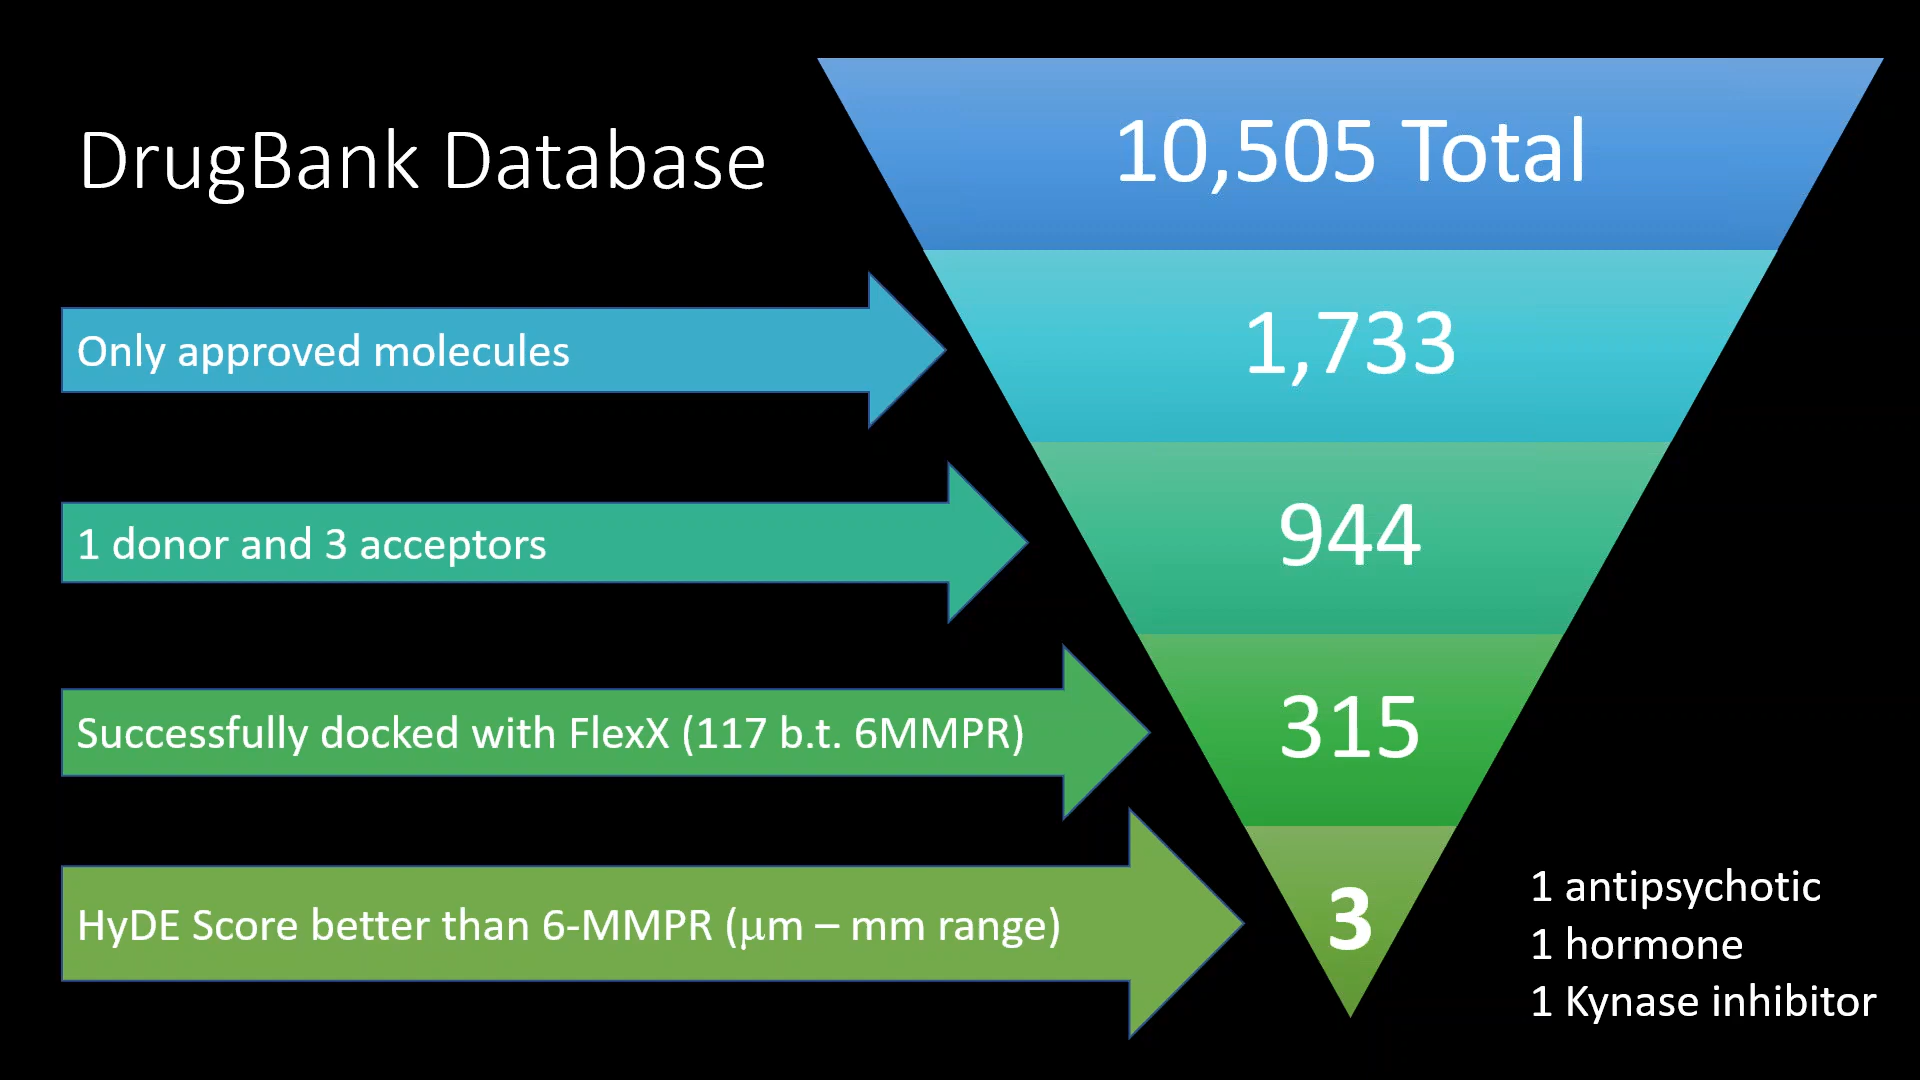 DrugBank Database
10,505 Total
Only approved molecules
1,733
1 donor and 3 acceptors
944
Successfully docked with FlexX (117 b.t. 6MMPR)
315
HyDE Score better than 6-MMPR (μm – mm range)
3
1 antipsychotic
1 hormone
1 Kynase inhibitor